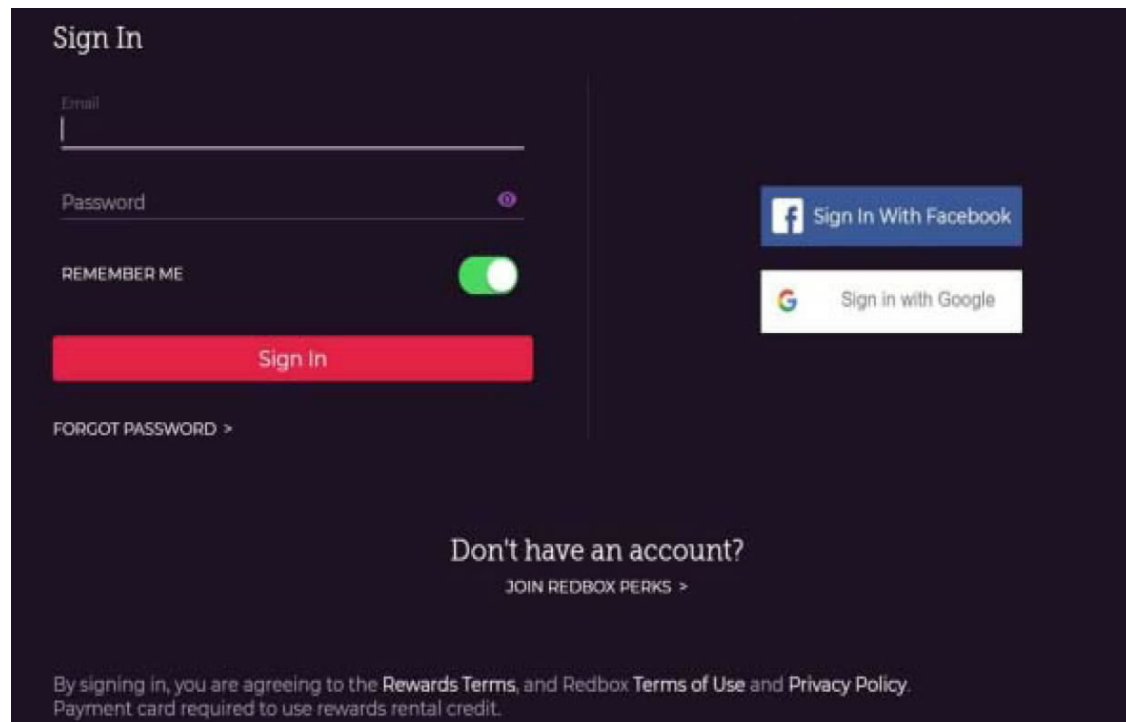 Sign In
Email
Password
REMEMBER ME
Sign In
FORGOT PASSWORD >
Sign In With Facebook
Sign in with Google
Don't have an account?
JOIN REDBOX PERKS >
By signing in, you are agreeing to the Rewards Terms, and Redbox Terms of Use and Privacy Policy.
Payment card required to use rewards rental credit.